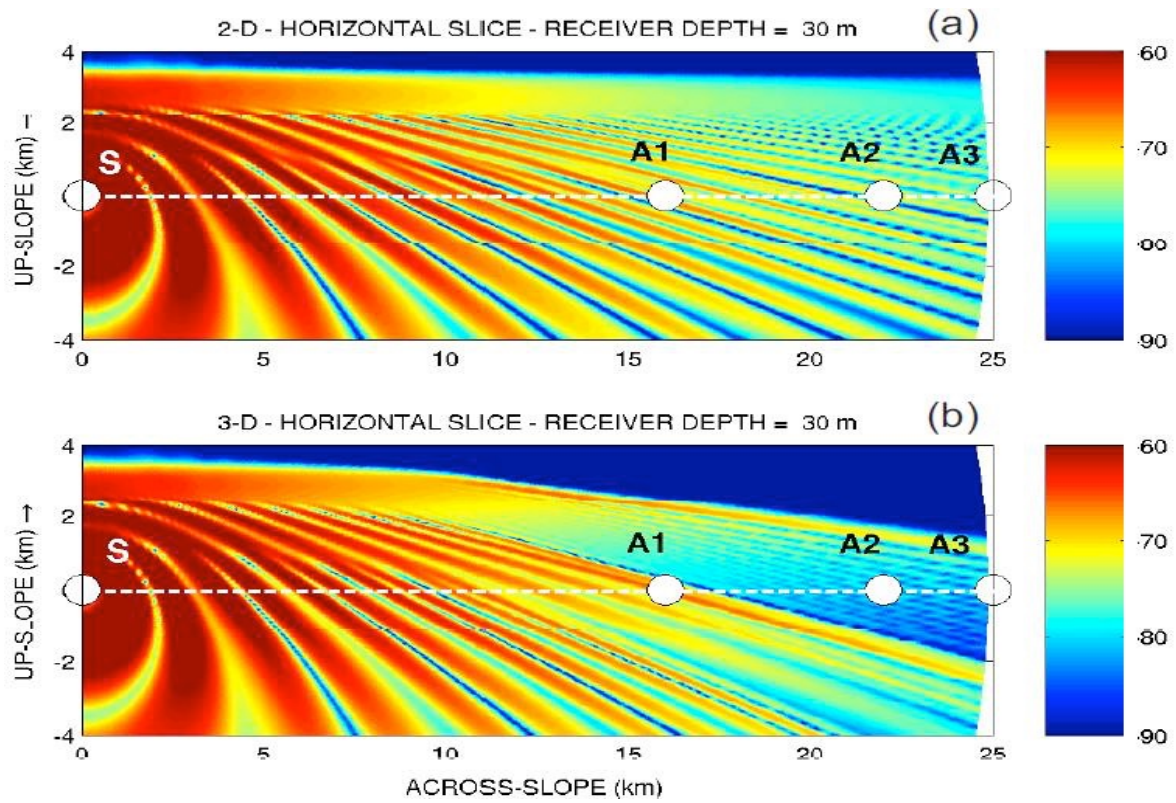 2-D - HORIZONTAL SLICE - RECEIVER DEPTH = 30 m (a)
4
2
0
-2
-4
UP-SLOPE (km) →
S
A1
A2
A3
0
5
10
15
20
25
-60
-70
-80
-90
3-D - HORIZONTAL SLICE - RECEIVER DEPTH = 30 m (b)
4
2
0
-2
-4
UP-SLOPE (km) →
S
A1
A2
A3
0
5
10
15
20
25
ACROSS-SLOPE (km)
-60
-70
-80
-90